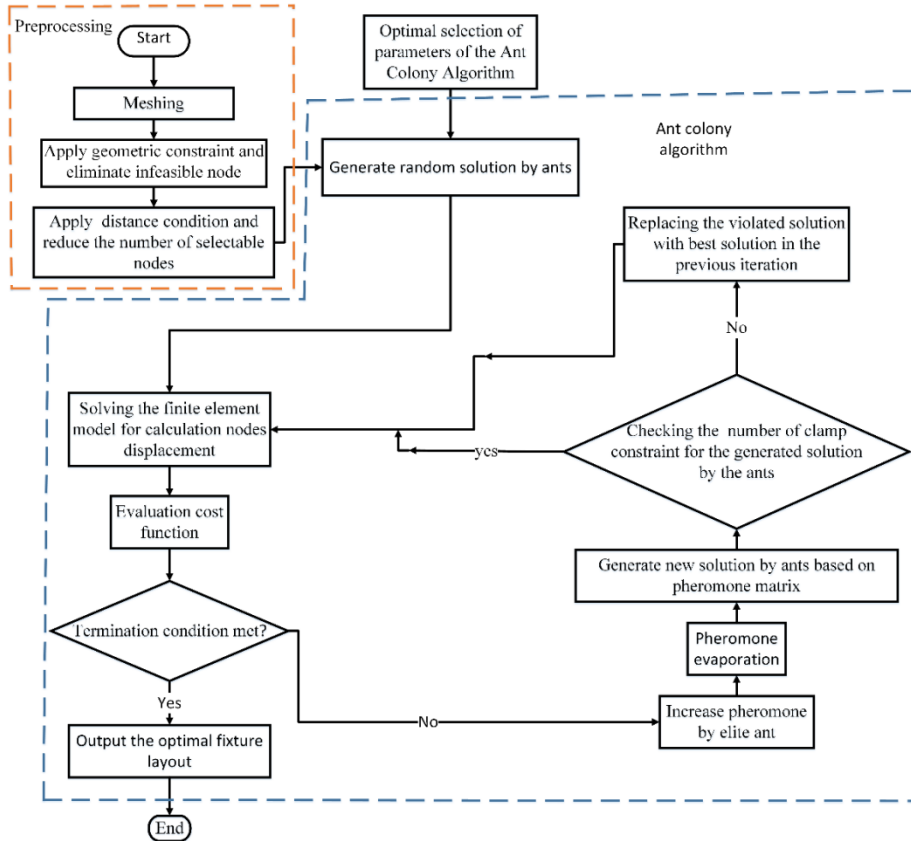 Preprocessing
Start
Meshing
Apply geometric constraint and
eliminate infeasible node
Apply distance condition and
reduce the number of selectable
nodes
Optimal selection of
parameters of the Ant
Colony Algorithm
Generate random solution by ants
Ant colony
algorithm
Replacing the violated solution
with best solution in the
previous iteration
No
Checking the number of clamp
constraint for the generated solution
by the ants
yes
Solving the finite element
model for calculation nodes
displacement
Evaluation cost
function
Termination condition met?
Yes
No
Output the optimal fixture
layout
End
Generate new solution by ants based on
pheromone matrix
Pheromone
evaporation
Increase pheromone
by elite ant